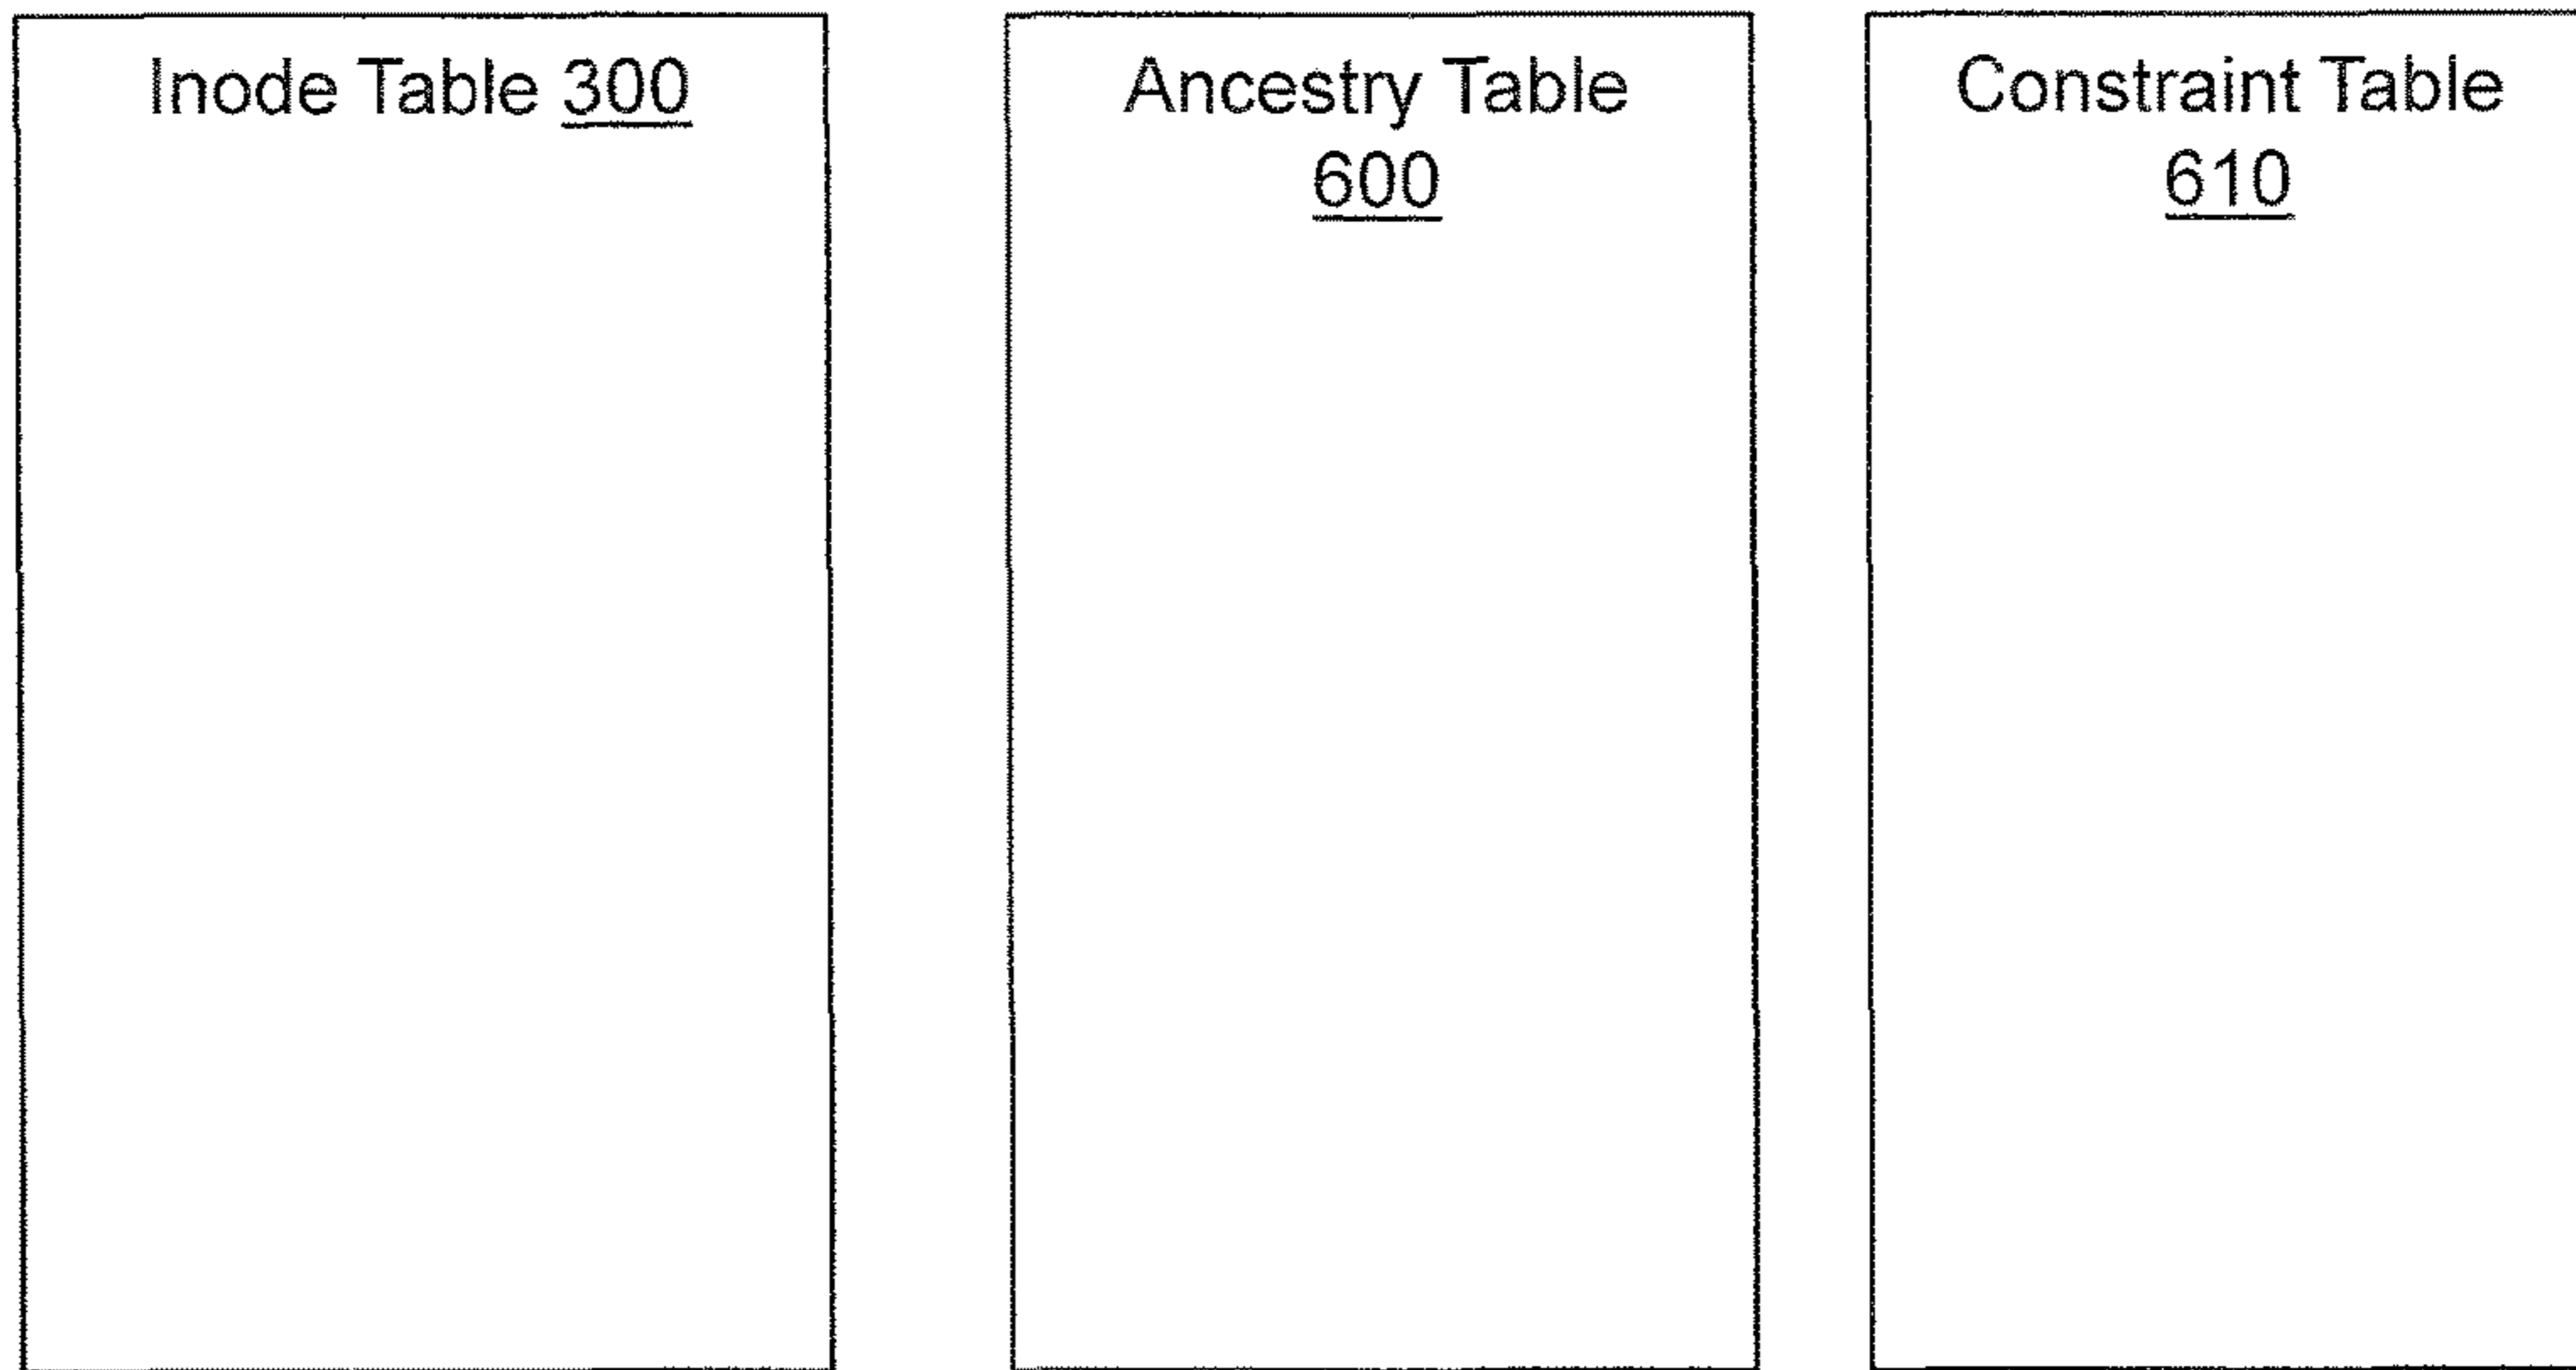 Inode Table 300
Ancestry Table
600
Constraint Table
610